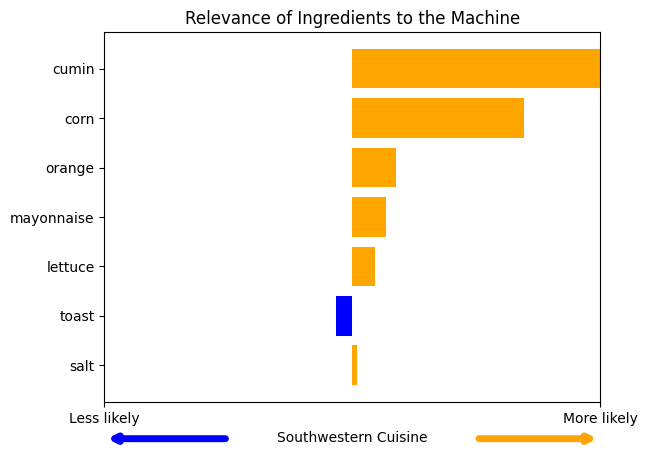 Relevance of Ingredients to the Machine
cumin
corn
orange
mayonnaise
lettuce
toast
salt
Less likely
More likely
Southwestern Cuisine